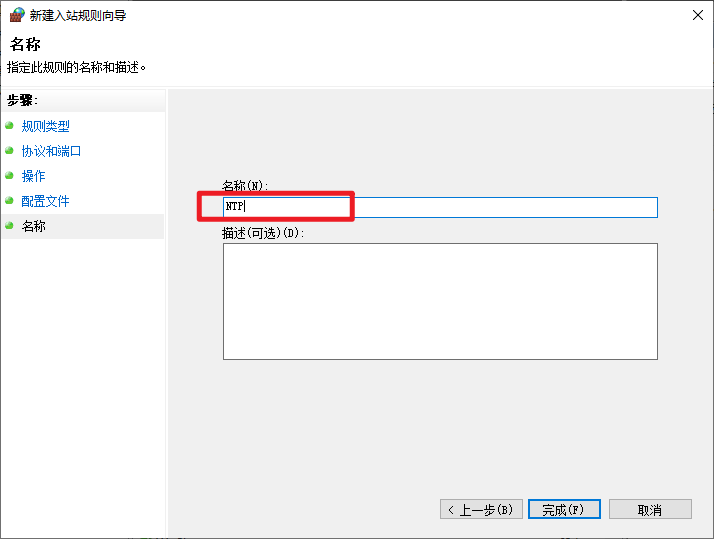 新建入站规则向导
名称
指定此规则的名称和描述。
步骤:
规则类型
协议和端口
操作
配置文件
名称
名称(N):
NTP
描述(可选)(D):
< 上一步(B)
完成(F)
取消